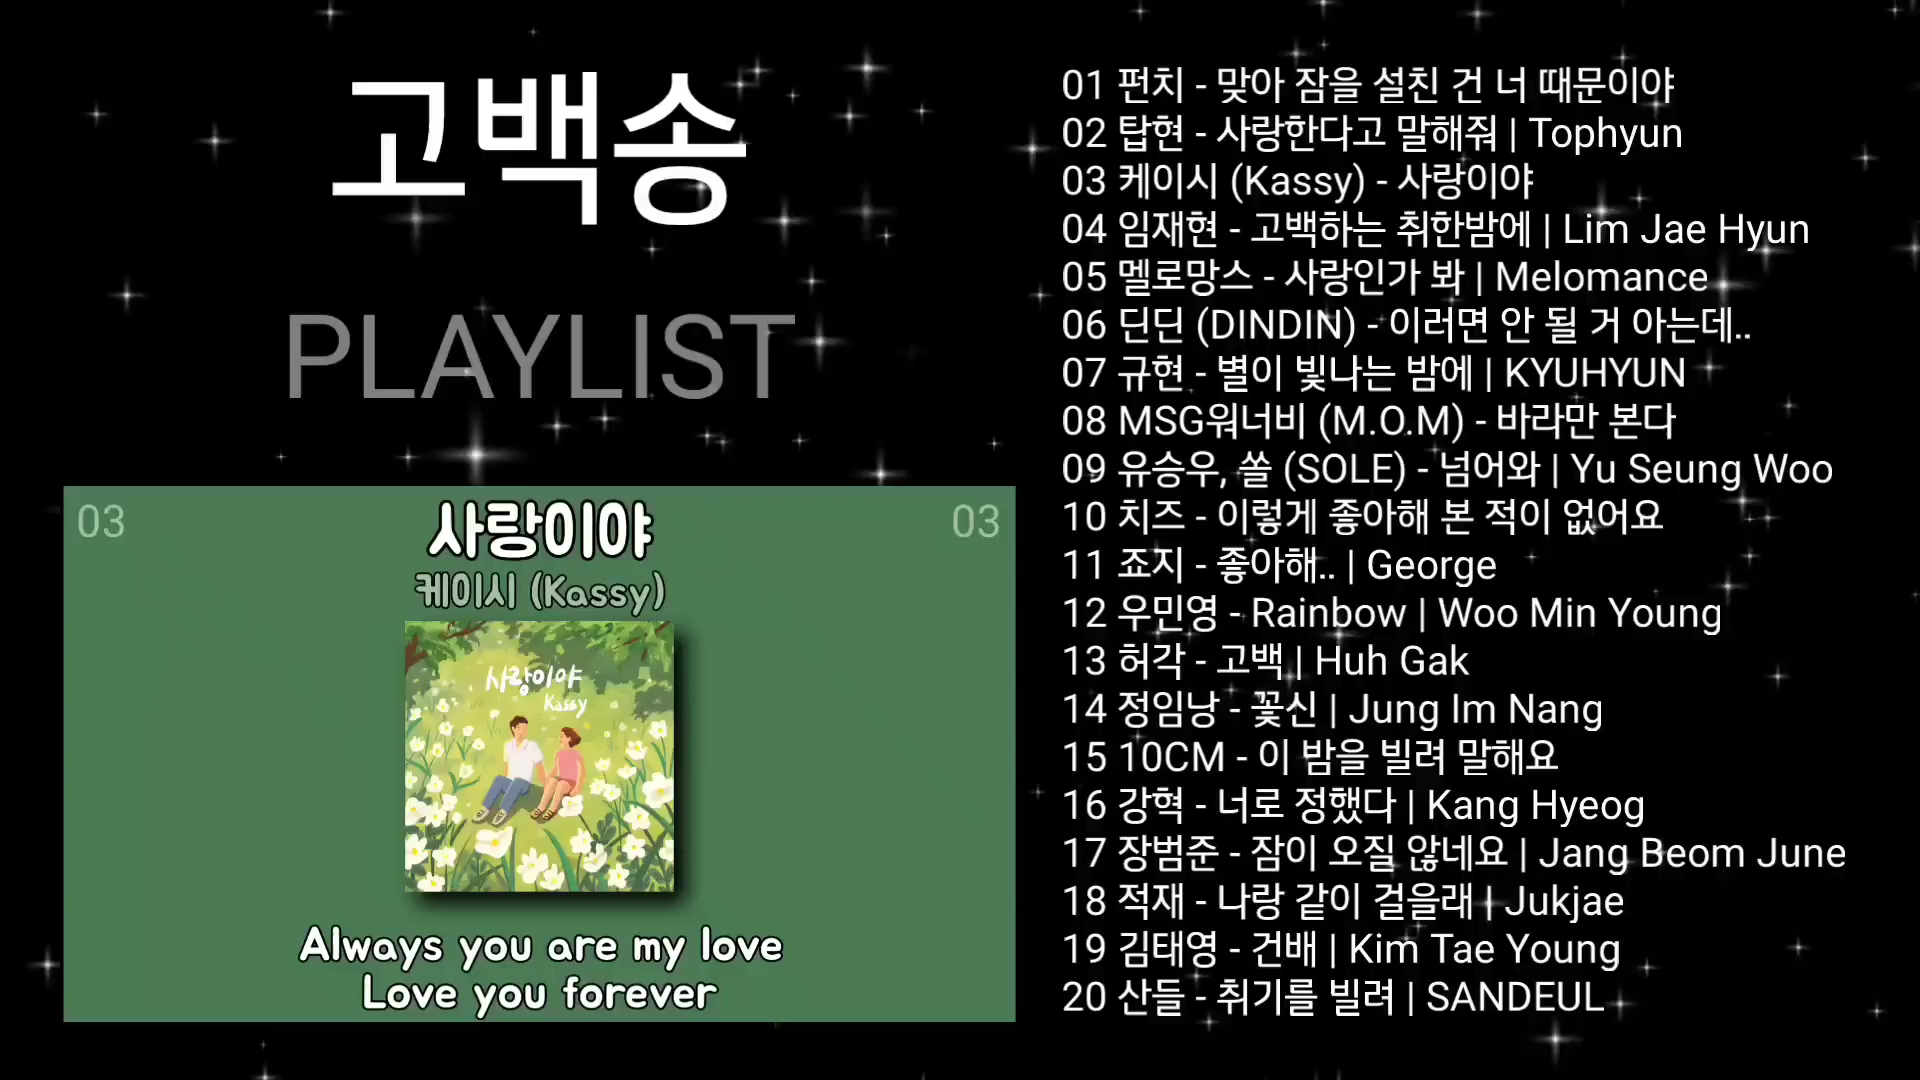 고백송
PLAYLIST
03
03
사랑이야
케이시 (Kassy)
사랑이야
Kassy
Always you are my love
Love you forever
01 펀치 - 맞아 잠을 설친 건 너 때문이야
02 탑현 - 사랑한다고 말해줘 | Tophyun
03 케이시 (Kassy) - 사랑이야
04 임재현 - 고백하는 취한밤에 | Lim Jae Hyun
05 멜로망스 - 사랑인가 봐 | Melomance
06 딘딘 (DINDIN) - 이러면 안 될 거 아는데..
07 규현 - 별이 빛나는 밤에 | KYUHYUN
08 MSG워너비 (M.O.M) - 바라만 본다
09 유승우, 쏠 (SOLE) - 넘어와 | Yu Seung Woo
10 치즈 - 이렇게 좋아해 본 적이 없어요
11 죠지 - 좋아해.. | George
12 우민영 - Rainbow | Woo Min Young
13 허각 - 고백 | Huh Gak
14 정임낭 - 꽃신 | Jung Im Nang
15 10CM - 이 밤을 빌려 말해요
16 강혁 - 너로 정했다 | Kang Hyeog
17 장범준 - 잠이 오질 않네요 | Jang Beom June
18 적재 - 나랑 같이 걸을래 | Jukjae
19 김태영 - 건배 | Kim Tae Young
20 산들 - 취기를 빌려 | SANDEUL